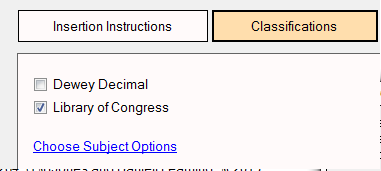 Insertion Instructions Classifications
Dewey Decimal
Library of Congress
Choose Subject Options